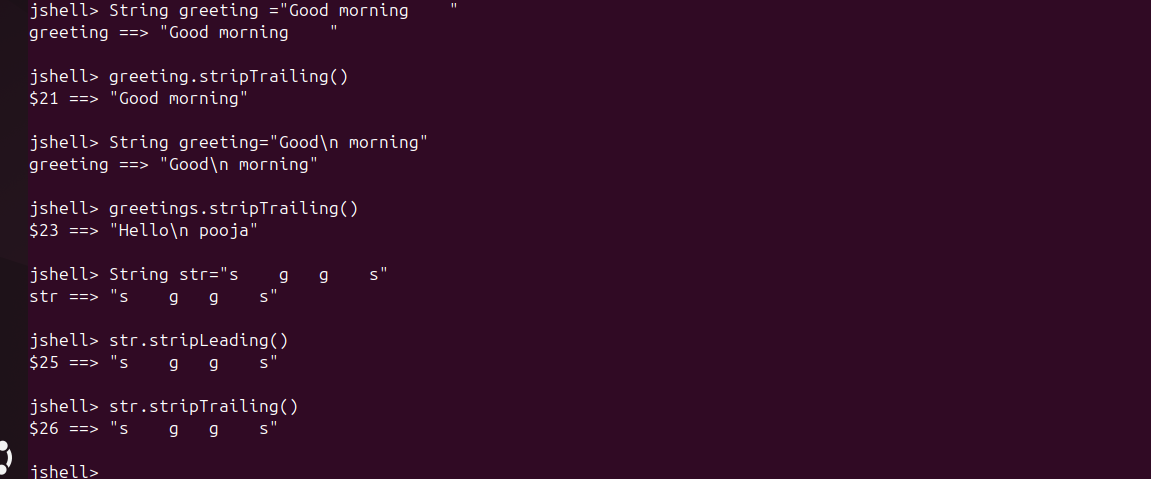 jshell> String greeting ="Good morning    "
greeting ==> "Good morning    "
jshell> greeting.stripTrailing()
$21 ==> "Good morning"
jshell> String greeting="Good\n morning"
greeting ==> "Good\n morning"
jshell> greetings.stripTrailing()
$23 ==> "Hello\n pooja"
jshell> String str="s    g   g    s"
str ==> "s    g   g    s"
jshell> str.stripLeading()
$25 ==> "s    g   g    s"
jshell> str.stripTrailing()
$26 ==> "s    g   g    s"
jshell>